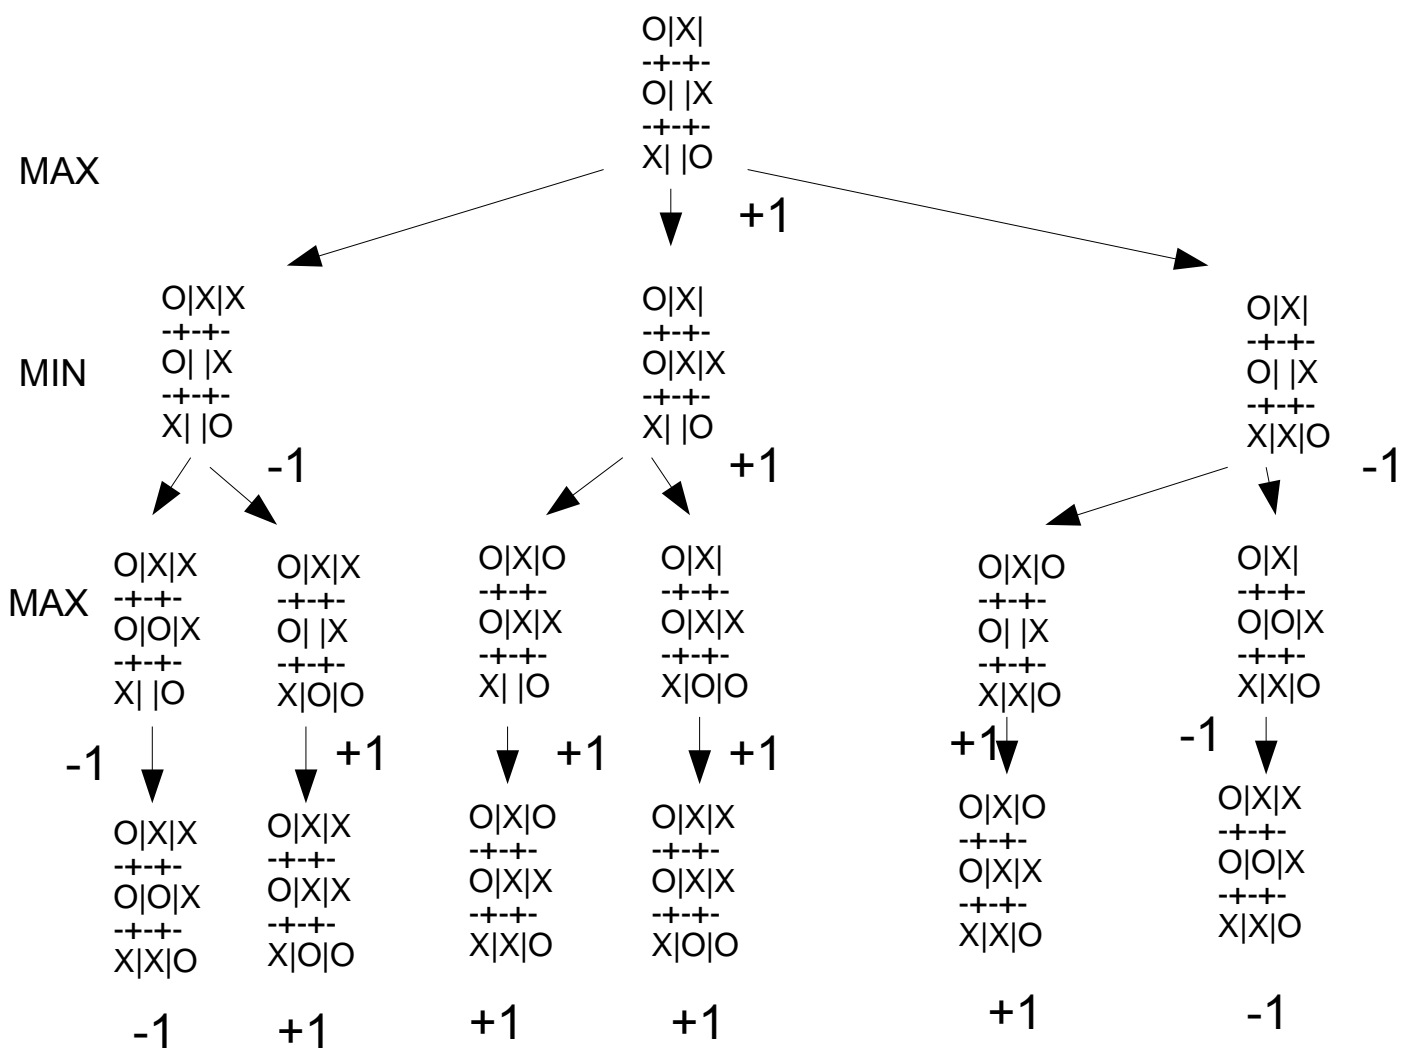 O|X|
-+-+-
O| |X
-+-+-
X| |O
MAX
+1
O|X|X
-+-+-
O| |X
-+-+-
X| |O
-1
O|X|
-+-+-
O|X|X
-+-+-
X| |O
+1
O|X|
-+-+-
O| |X
-+-+-
X|X|O
-1
MIN
O|X|X
-+-+-
O|O|X
-+-+-
X| |O
-1
O|X|X
-+-+-
O| |X
-+-+-
X|O|O
+1
O|X|O
-+-+-
O|X|X
-+-+-
X| |O
+1
O|X|
-+-+-
O|X|X
-+-+-
X|O|O
+1
O|X|O
-+-+-
O| |X
-+-+-
X|X|O
+1
O|X|
-+-+-
O|O|X
-+-+-
X|X|O
-1
MAX
O|X|X
-+-+-
O|O|X
-+-+-
X|X|O
-1
O|X|X
-+-+-
O|X|X
-+-+-
X|O|O
+1
O|X|O
-+-+-
O|X|X
-+-+-
X|X|O
+1
O|X|X
-+-+-
O|X|X
-+-+-
X|O|O
+1
O|X|O
-+-+-
O|X|X
-+-+-
X|X|O
+1
O|X|X
-+-+-
O|O|X
-+-+-
X|X|O
-1